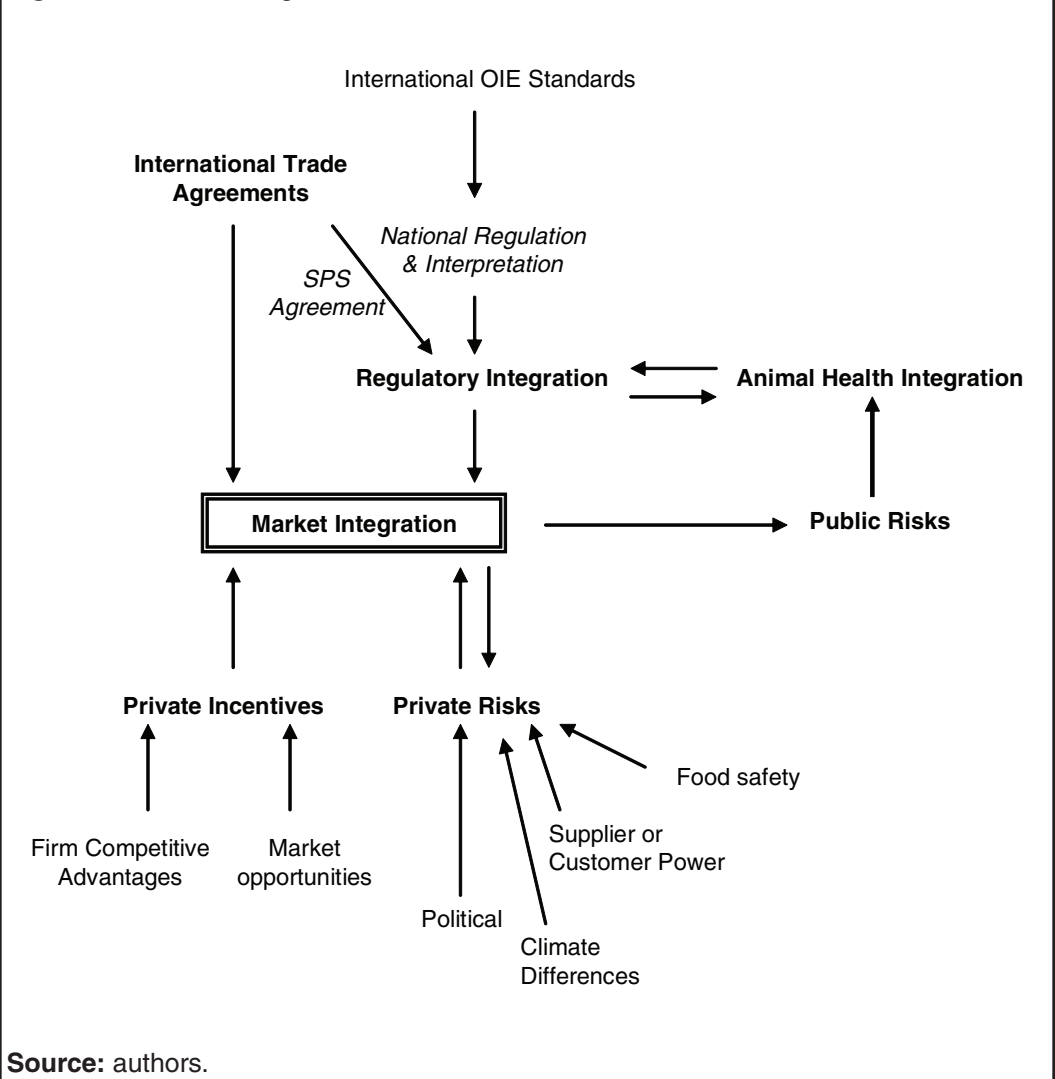 International OIE Standards
International Trade
Agreements
National Regulation
& Interpretation
SPS
Agreement
Regulatory Integration
Animal Health Integration
Market Integration
Public Risks
Private Incentives
Private Risks
Food safety
Firm Competitive
Advantages
Market
opportunities
Supplier or
Customer Power
Political
Climate
Differences
Source: authors.